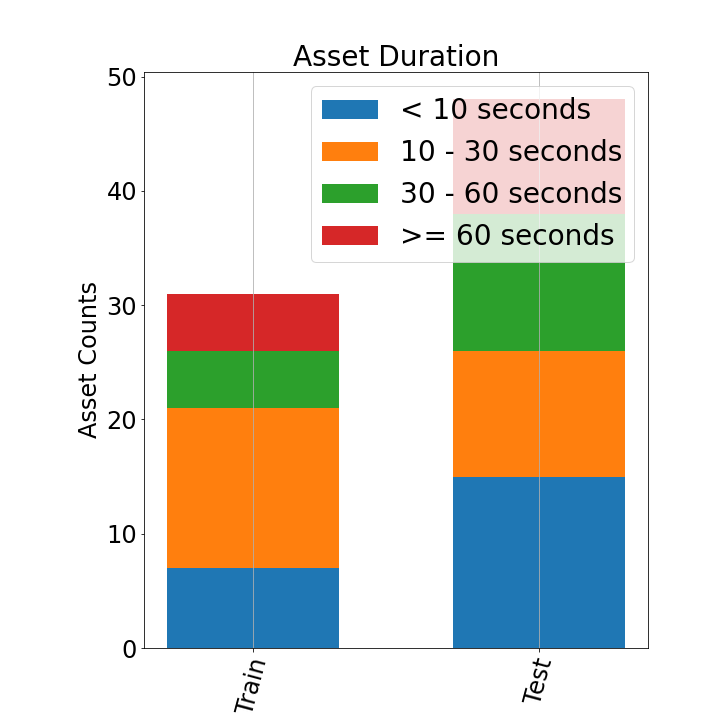 Asset Duration
50
40
30
20
10
0
Asset Counts
< 10 seconds
10 - 30 seconds
30 - 60 seconds
>= 60 seconds
Train
Test